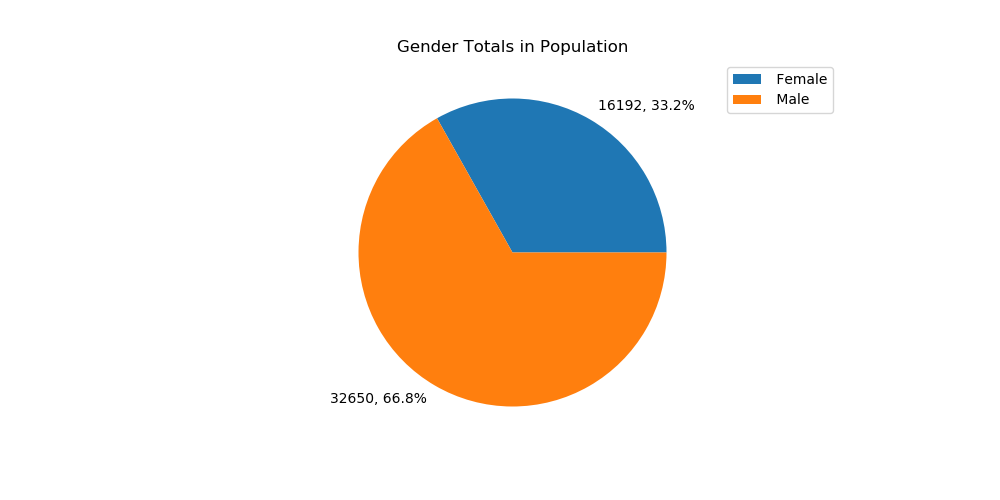 Gender Totals in Population
Female
Male
16192, 33.2%
32650, 66.8%